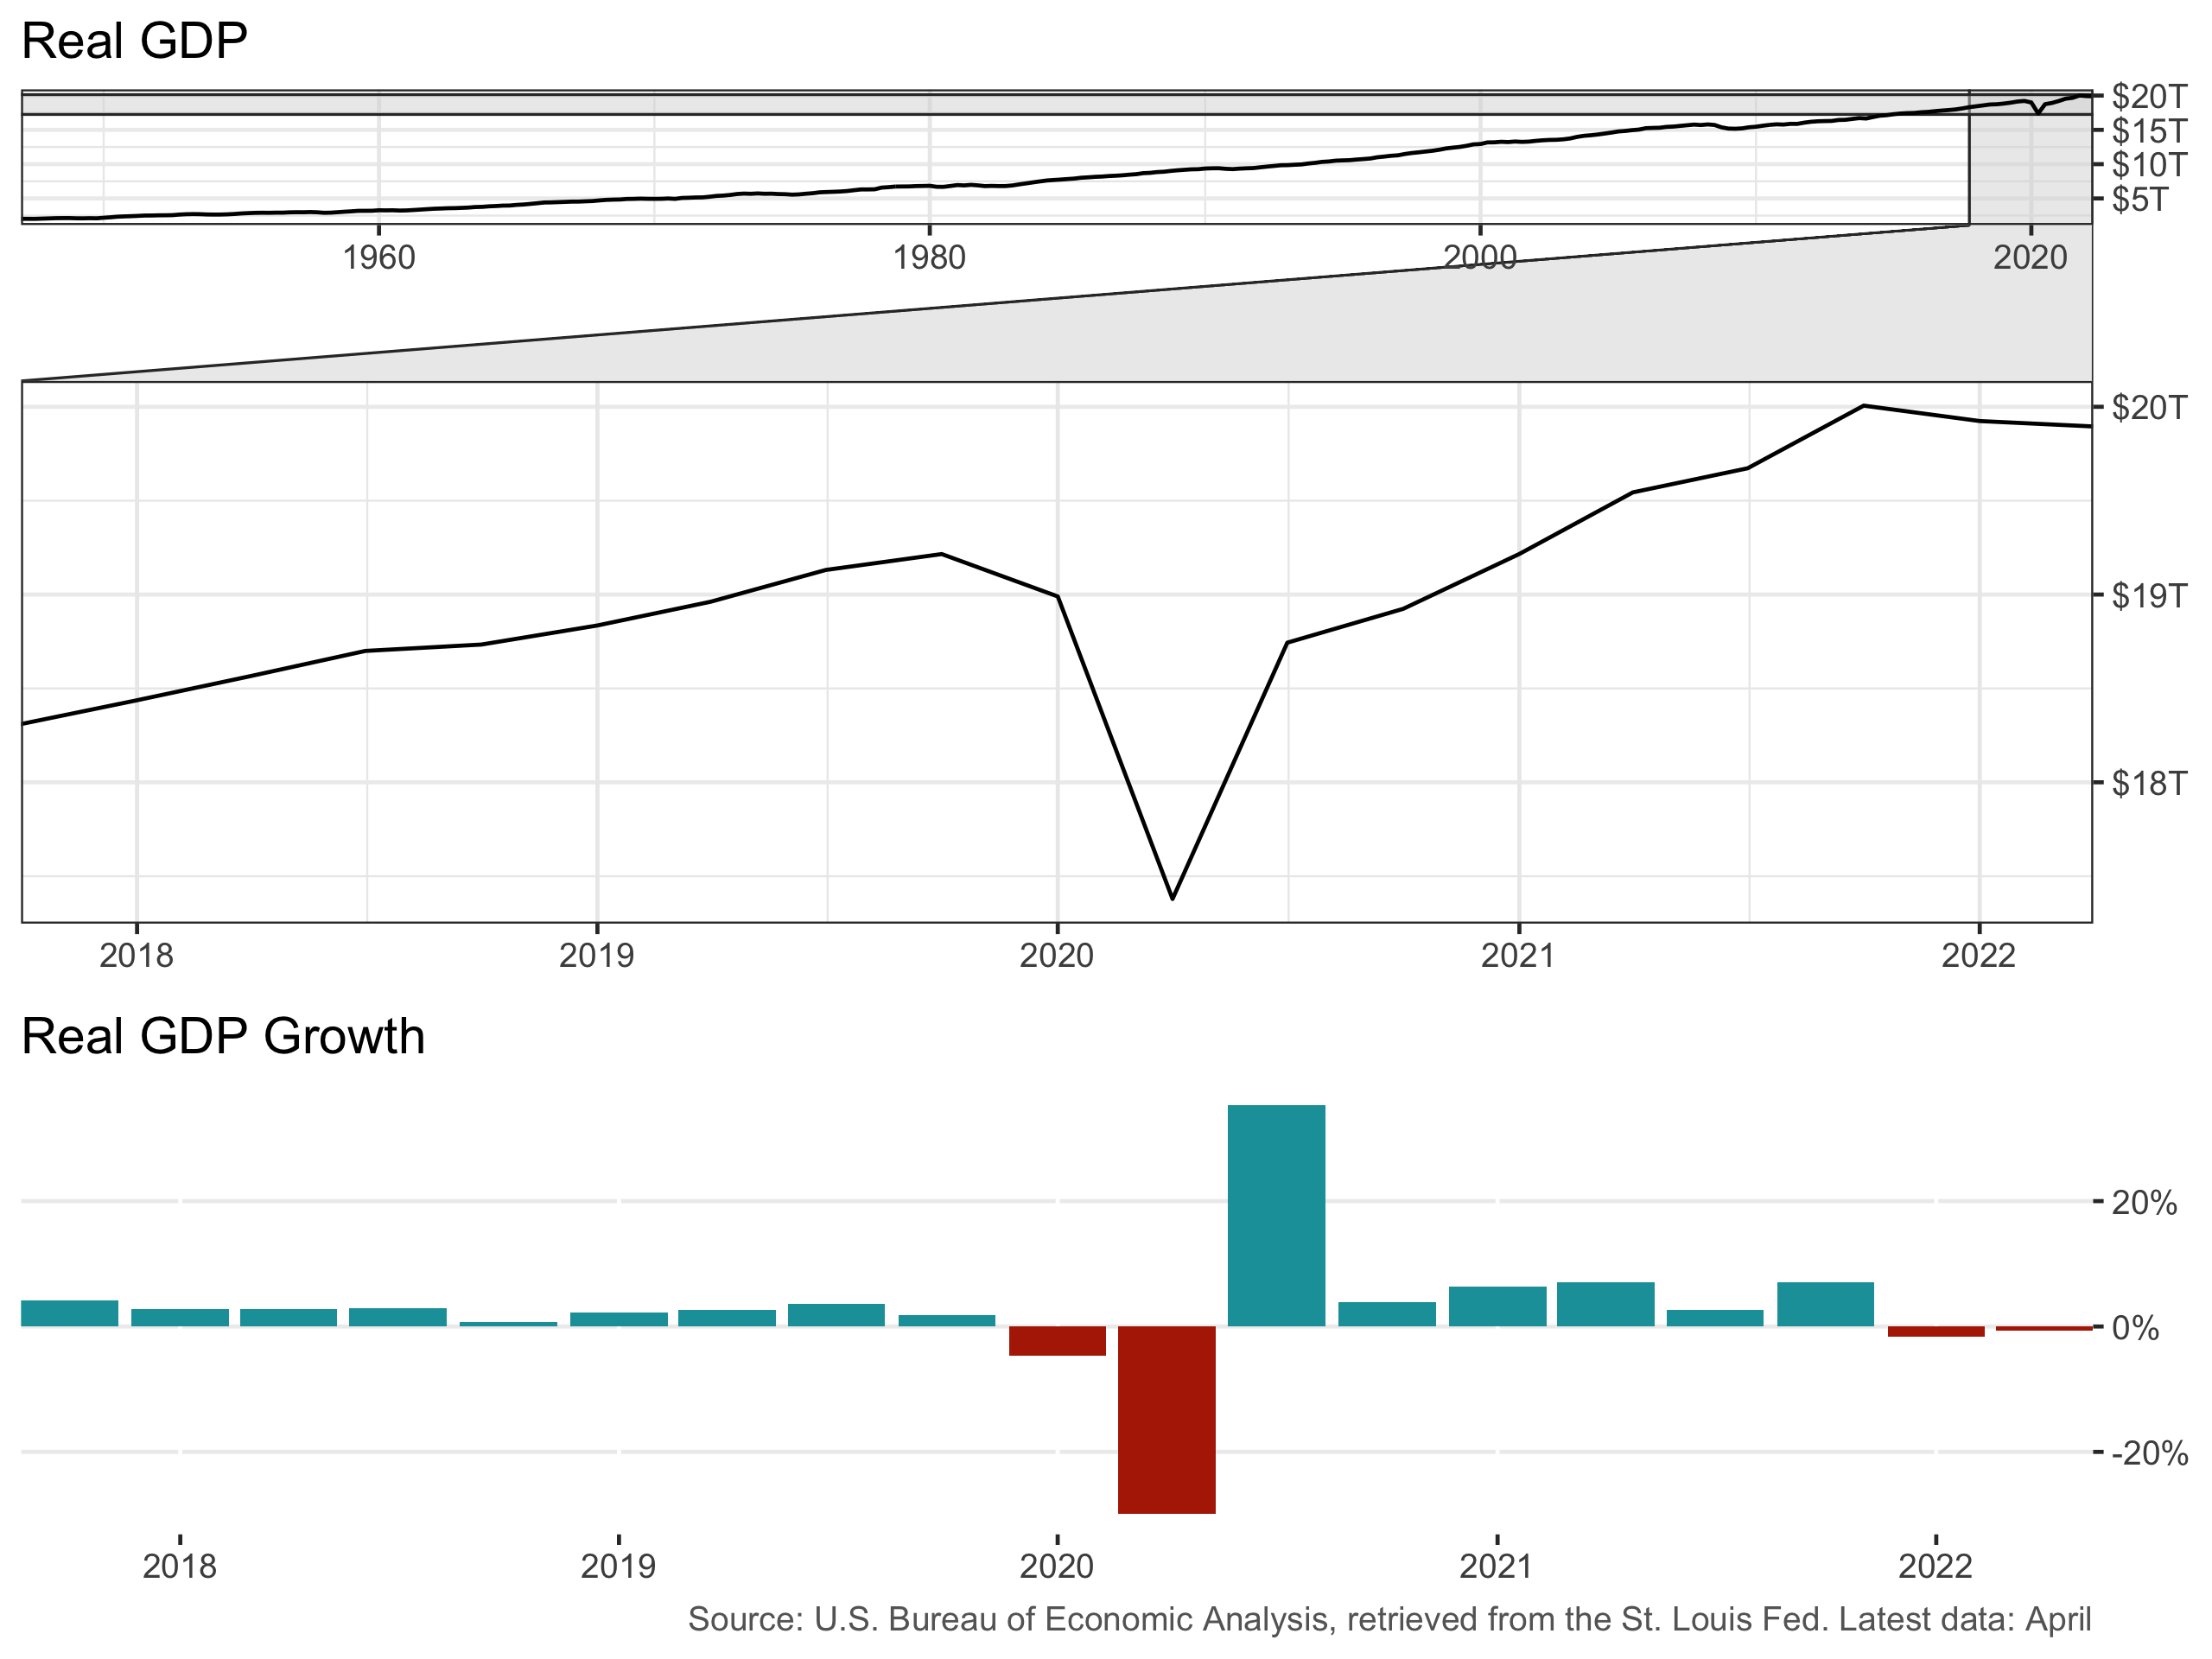 Real GDP
$20T
$15T
$10T
$5T
1960 1980 2000 2020
$20T
$19T
$18T
2018 2019 2020 2021 2022
Real GDP Growth
20%
0%
-20%
2018 2019 2020 2021 2022
Source: U.S. Bureau of Economic Analysis, retrieved from the St. Louis Fed. Latest data: April